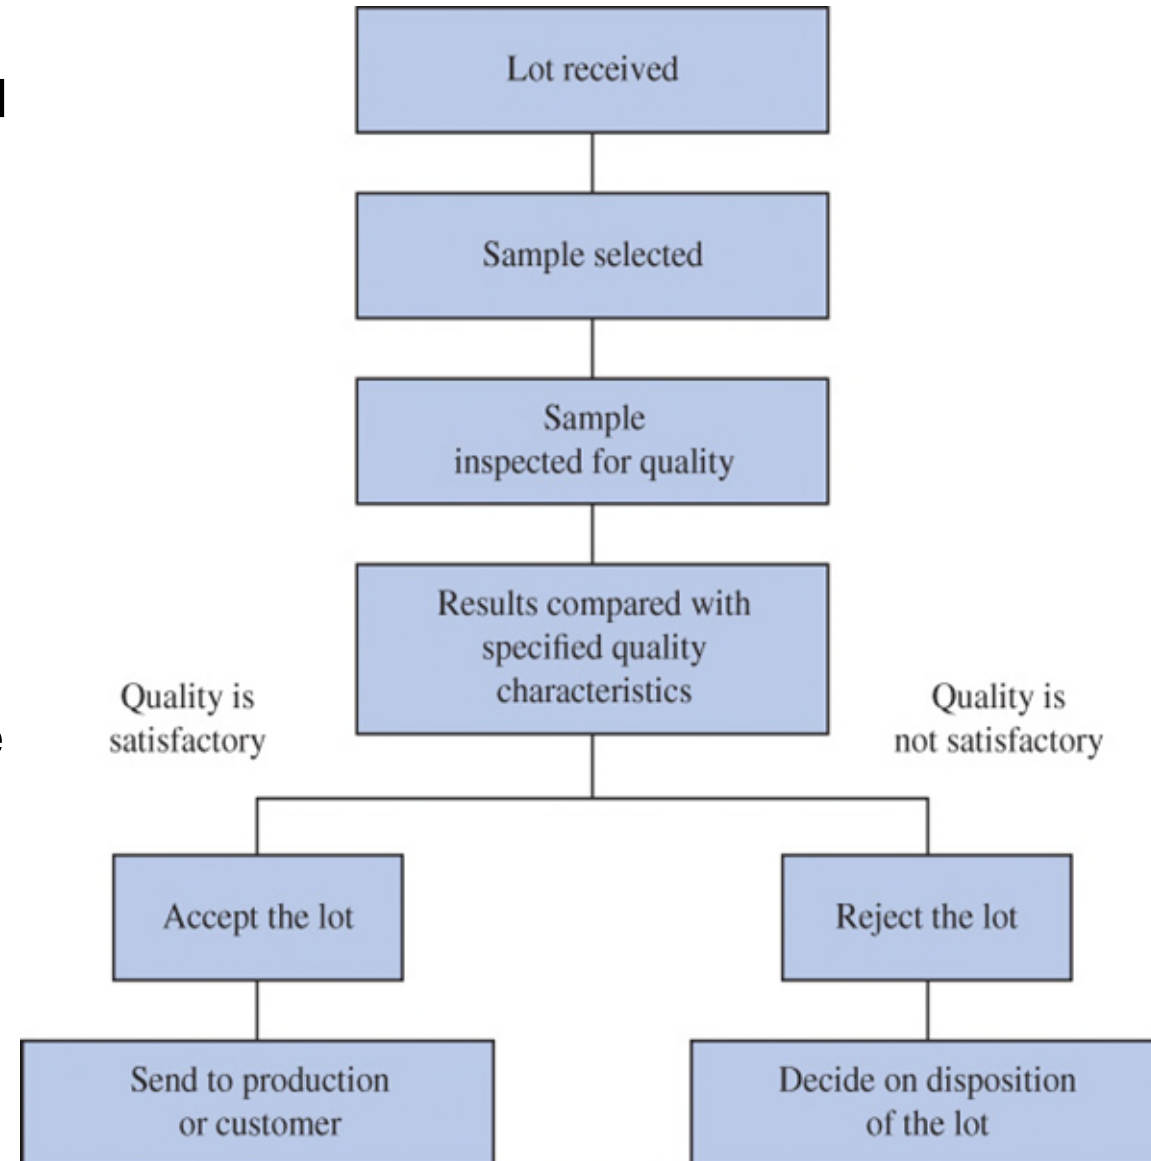 Lot received
Sample selected
Sample
inspected for quality
Results compared with
specified quality
characteristics
Quality is
satisfactory
Quality is
not satisfactory
Accept the lot
Reject the lot
Send to production
or customer
Decide on disposition
of the lot